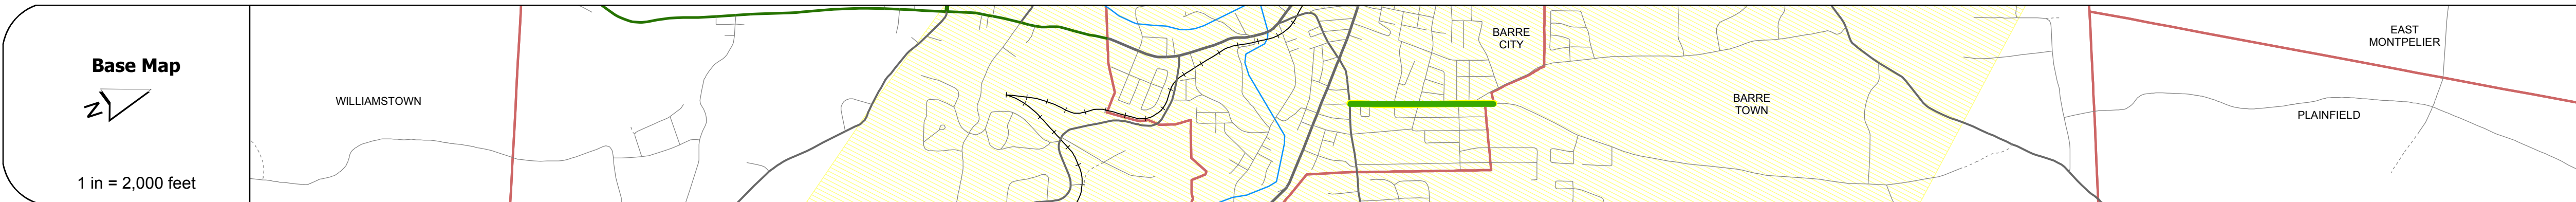 Base Map
N
1 in = 2,000 feet
WILLIAMSTOWN
BARRE
CITY
BARRE
TOWN
EAST
MONTPELIER
PLAINFIELD